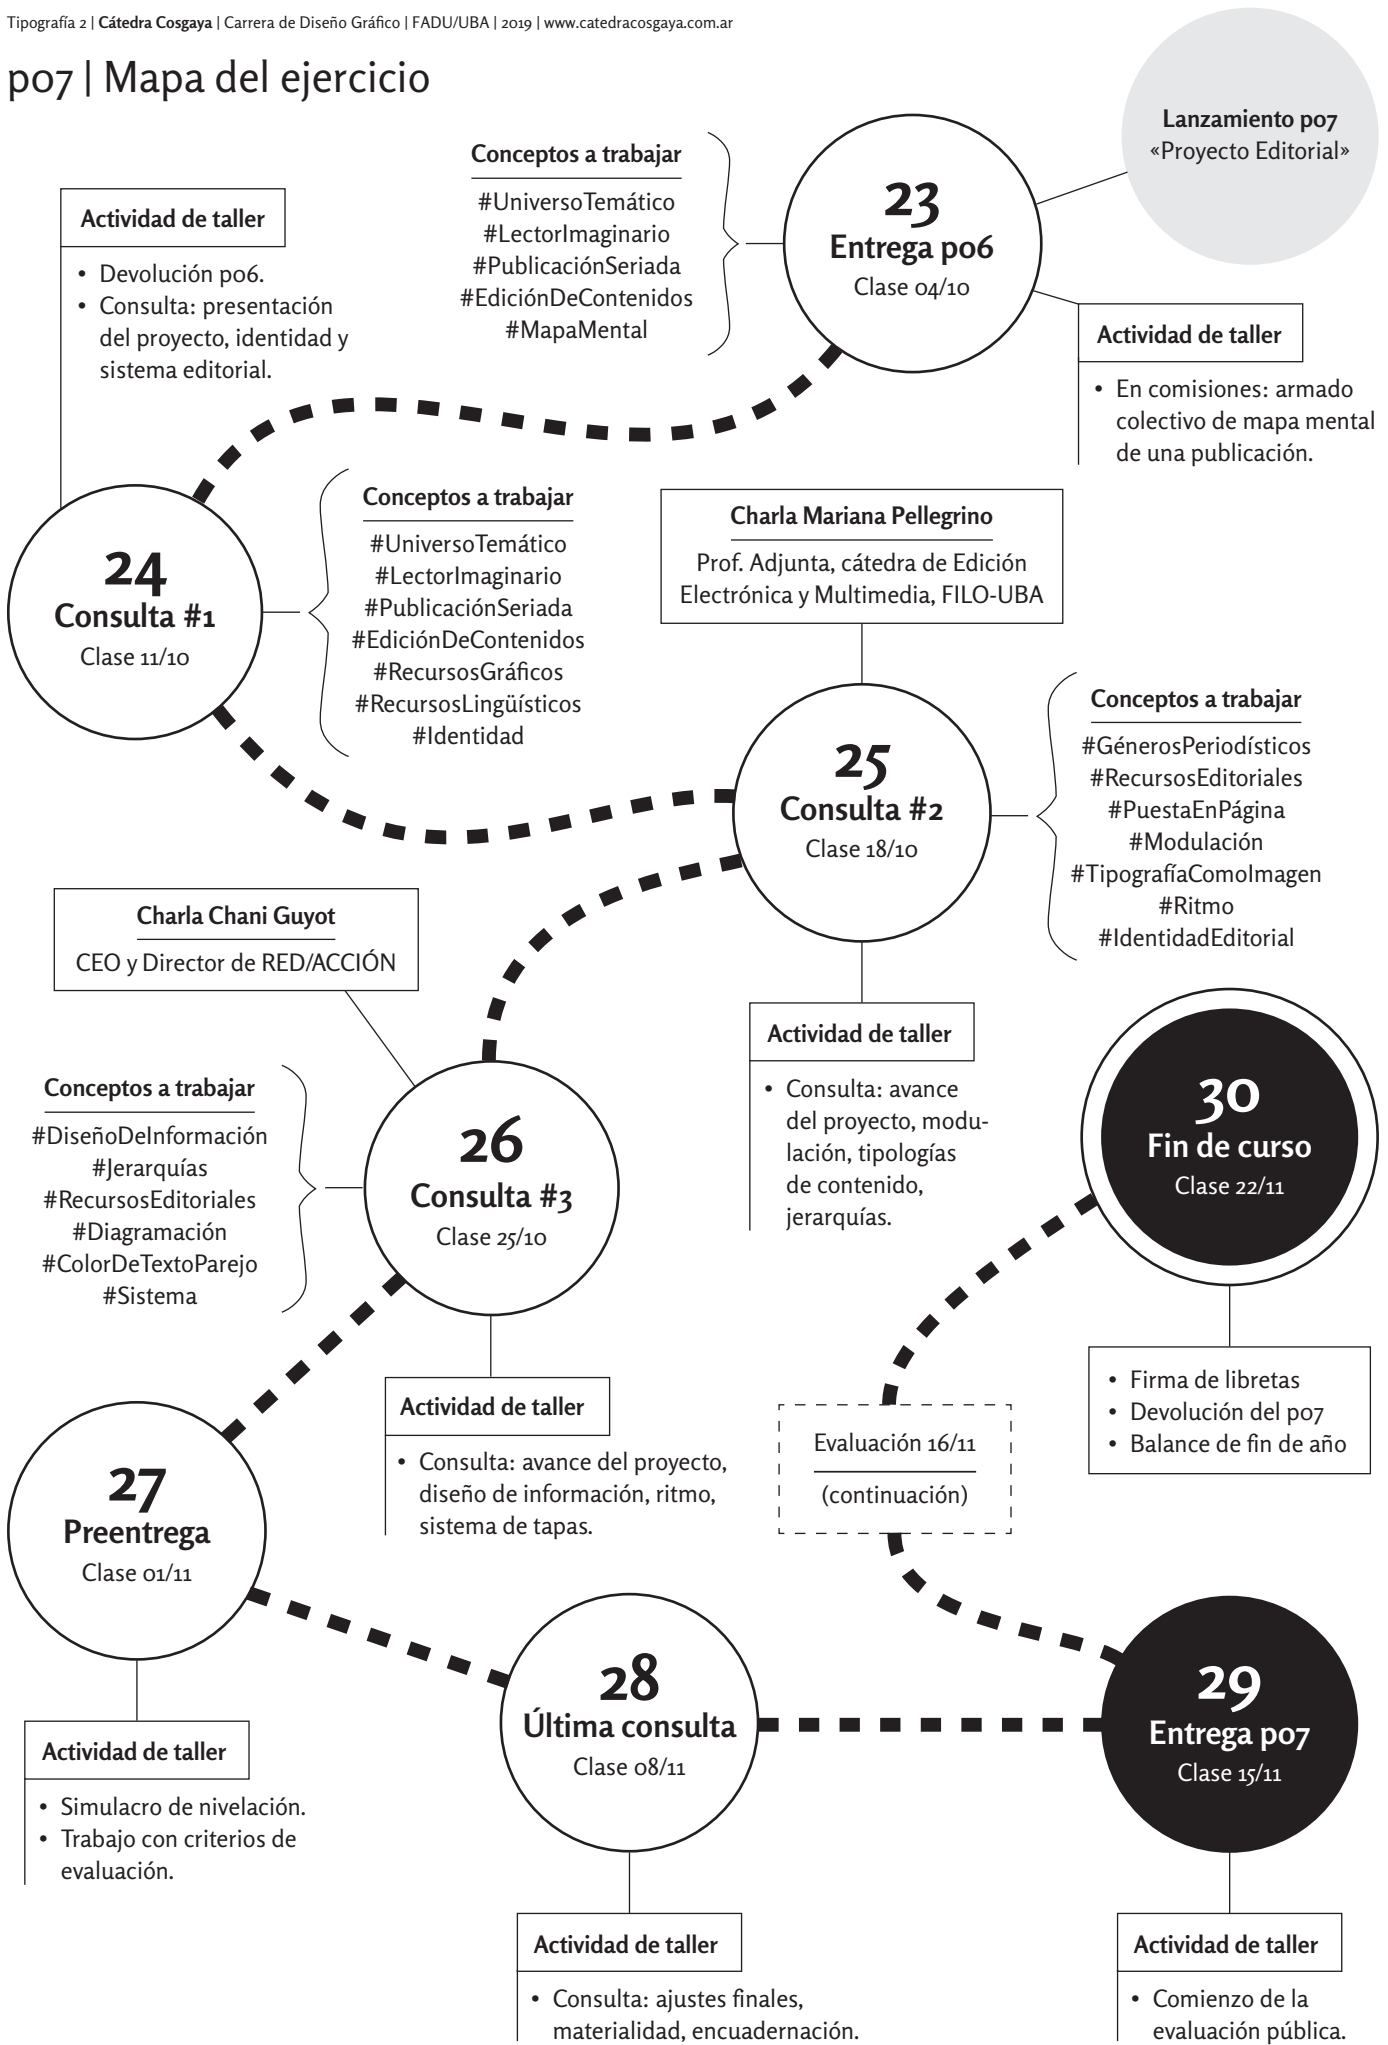 Tipografía 2 | Cátedra Cosgaya | Carrera de Diseño Gráfico | FADU/UBA | 2019 | www.catedracosgaya.com.ar
p07 | Mapa del ejercicio
Lanzamiento p07
«Proyecto Editorial»
23
Entrega p06
Clase 04/10
Conceptos a trabajar
#UniversoTemático
#LectorImaginario
#PublicaciónSeriada
#EdiciónDeContenidos
#MapaMental
Actividad de taller
• En comisiones: armado
colectivo de mapa mental
de una publicación.
Actividad de taller
• Devolución p06.
• Consulta: presentación
del proyecto, identidad y
sistema editorial.
24
Consulta #1
Clase 11/10
Conceptos a trabajar
#UniversoTemático
#LectorImaginario
#PublicaciónSeriada
#EdiciónDeContenidos
#RecursosGráficos
#RecursosLingüísticos
#Identidad
Charla Mariana Pellegrino
Prof. Adjunta, cátedra de Edición
Electrónica y Multimedia, FILO-UBA
25
Consulta #2
Clase 18/10
Conceptos a trabajar
#GénerosPeriodísticos
#RecursosEditoriales
#PuestaEnPágina
#Modulación
#TipografíaComoImagen
#Ritmo
#IdentidadEditorial
Actividad de taller
• Consulta: avance
del proyecto, modu-
lación, tipologías
de contenido,
jerarquías.
Charla Chani Guyot
CEO y Director de RED/ACCIÓN
26
Consulta #3
Clase 25/10
Conceptos a trabajar
#DiseñoDeInformación
#Jerarquías
#RecursosEditoriales
#Diagramación
#ColorDeTextoParejo
#Sistema
Actividad de taller
• Consulta: avance del proyecto,
diseño de información, ritmo,
sistema de tapas.
27
Preentrega
Clase 01/11
Actividad de taller
• Simulacro de nivelación.
• Trabajo con criterios de
evaluación.
28
Última consulta
Clase 08/11
Actividad de taller
• Consulta: ajustes finales,
materialidad, encuadernación.
29
Entrega p07
Clase 15/11
Actividad de taller
• Comienzo de la
evaluación pública.
Evaluación 16/11
(continuación)
30
Fin de curso
Clase 22/11
• Firma de libretas
• Devolución del p07
• Balance de fin de año